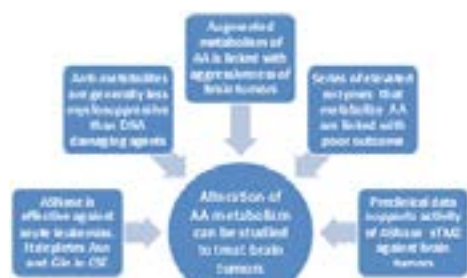 Augmented
metabolism of
AA is linked with
aggressiveness of
brain tumors
Anti-metabolites
are generally less
myelosuppressive
than DNA
damaging agents
Series of elevated
enzymes that
metabolize AA
are linked with
poor outcome
ASNase is
effective against
acute leukemias.
It depletes Asn
and Gln in CSF
Alteration of
AA metabolism
can be studied
to treat brain
tumors
Preclinical data
supports activity
of ASNase ±TMZ
against brain
tumors